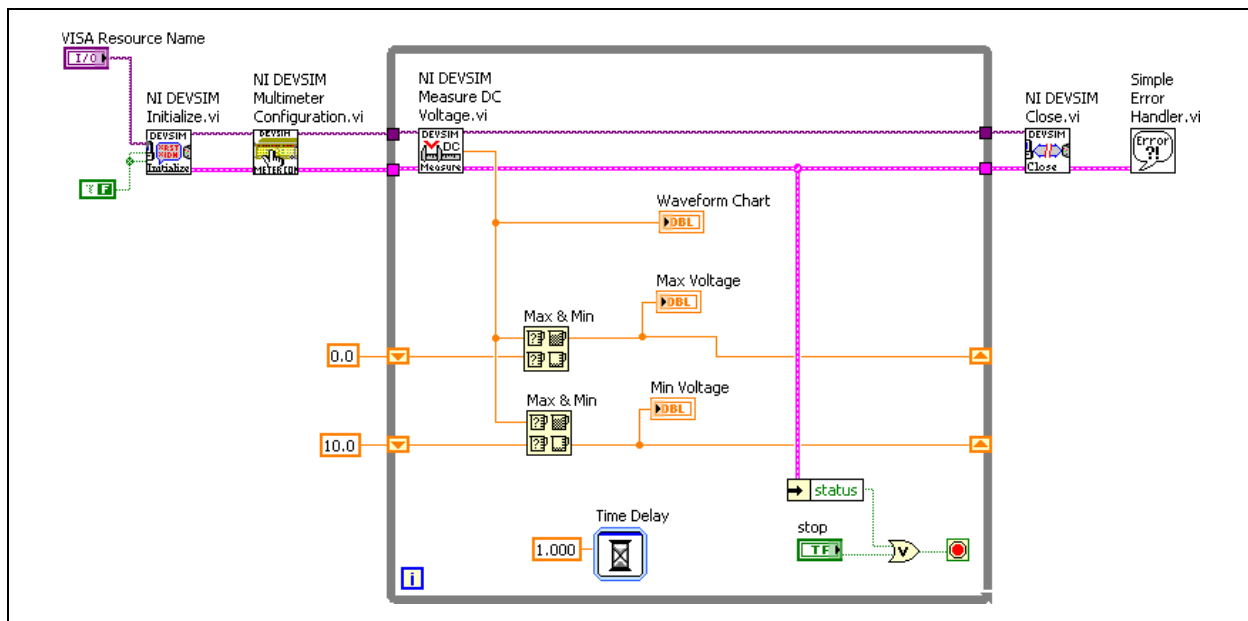 VISA Resource Name
I/O
NI DEVSIM
Initialize.vi
DEVSIM
Initialize
NI DEVSIM
Multimeter
Configuration.vi
DEVSIM
METER CON
F
NI DEVSIM
Measure DC
Voltage.vi
DEVSIM
DC
Measure
NI DEVSIM
Close.vi
DEVSIM
Close
Simple
Error
Handler.vi
Error
?!
Waveform Chart
DBL
Max Voltage
DBL
Max & Min
0.0
Min Voltage
DBL
Max & Min
10.0
status
Time Delay
1.000
stop
TF
V
i